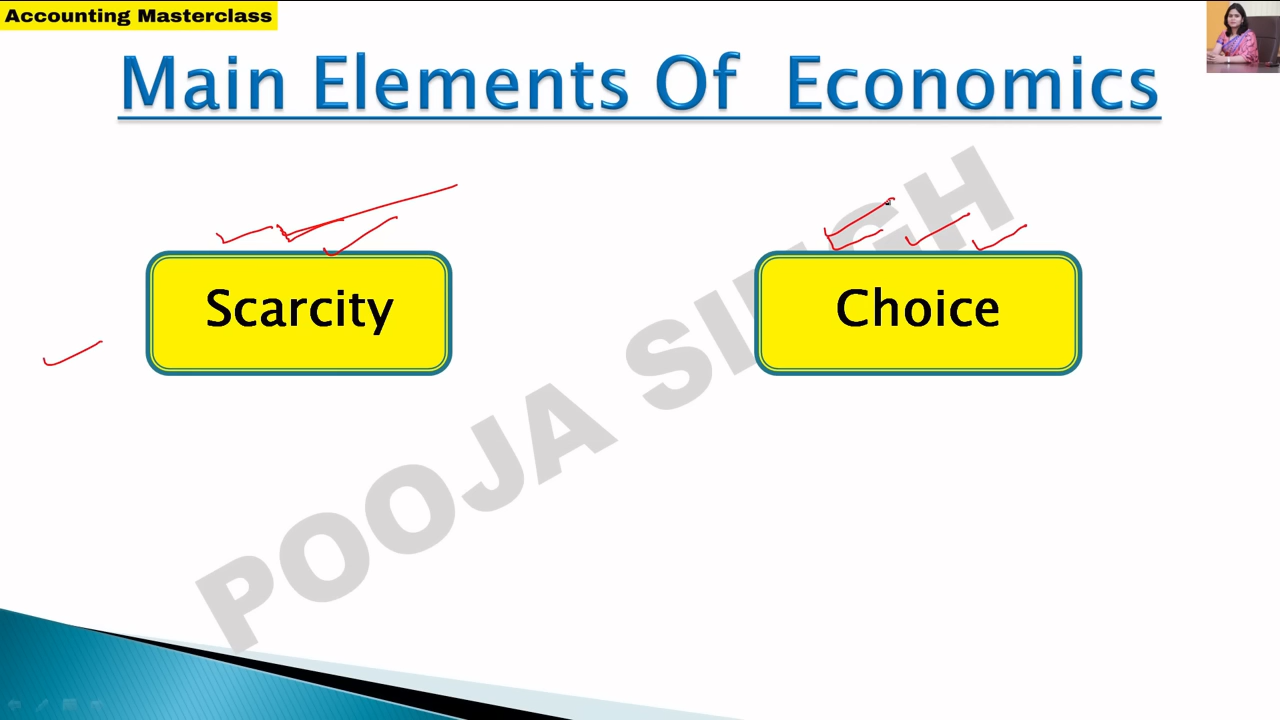 Accounting Masterclass
Main Elements Of Economics
Scarcity
Choice
POOJA SINGH